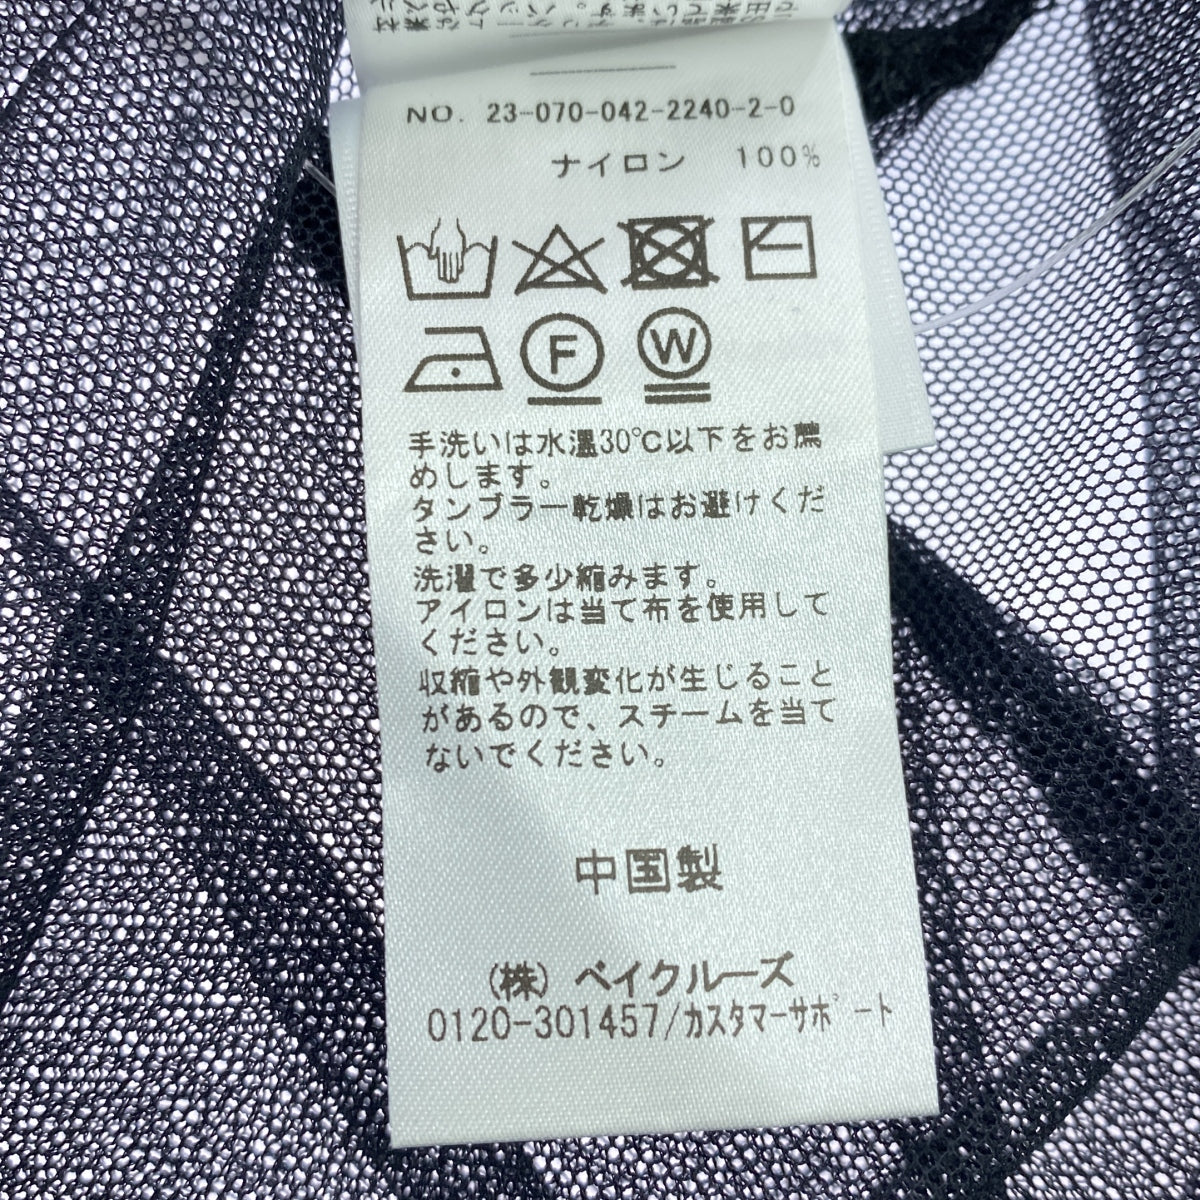 NO. 23-070-042-2240-2-0
ナイロン 100%
F W
手洗いは水温30℃以下をお薦
めします。
タンブラー乾燥はお避けくだ
さい。
洗濯で多少縮みます。
アイロンは当て布を使用して
ください。
収縮や外観変化が生じること
があるので、スチームを当て
ないでください。
中国製
(株) ベイクルーズ
0120-301457/カスタマーサポート